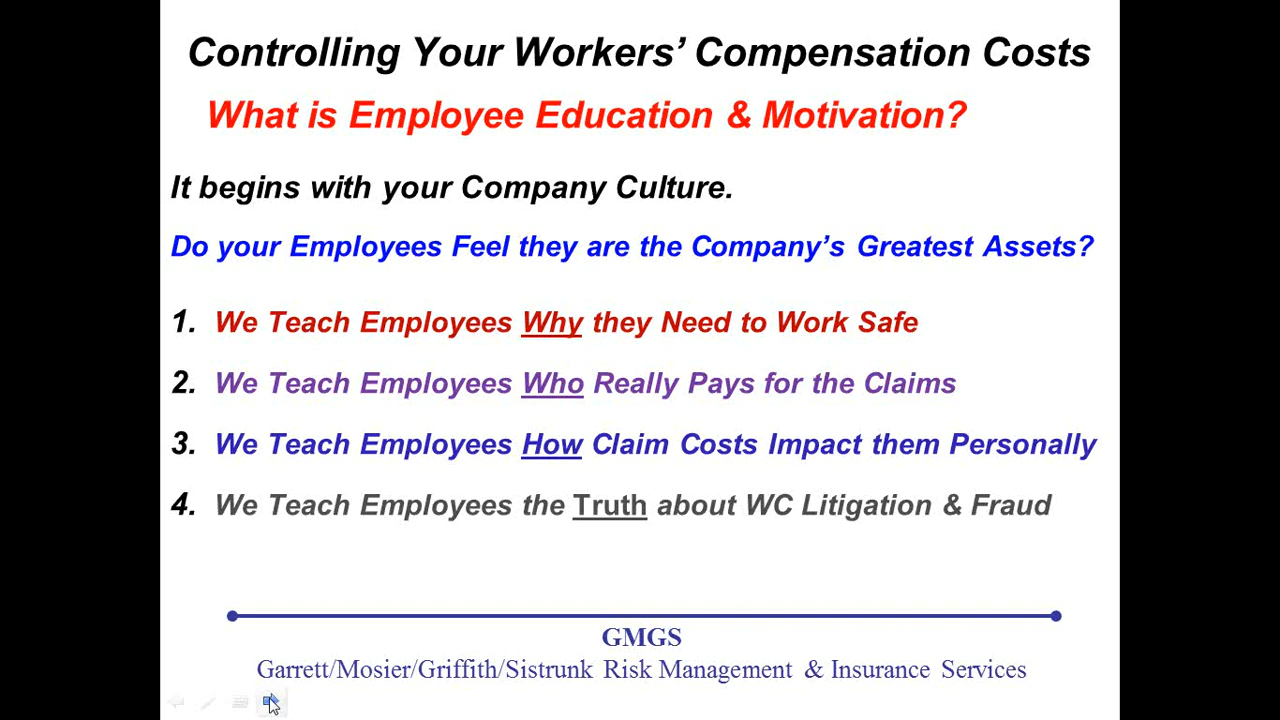 Controlling Your Workers’ Compensation Costs
What is Employee Education & Motivation?
It begins with your Company Culture.
Do your Employees Feel they are the Company’s Greatest Assets?
1. We Teach Employees Why they Need to Work Safe
2. We Teach Employees Who Really Pays for the Claims
3. We Teach Employees How Claim Costs Impact them Personally
4. We Teach Employees the Truth about WC Litigation & Fraud
GMGS
Garrett/Mosier/Griffith/Sistrunk Risk Management & Insurance Services